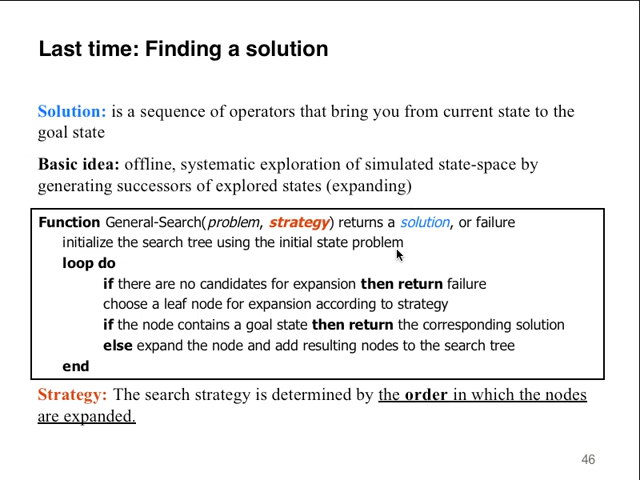 Last time: Finding a solution
Solution: is a sequence of operators that bring you from current state to the
goal state
Basic idea: offline, systematic exploration of simulated state-space by
generating successors of explored states (expanding)
Function General-Search(problem, strategy) returns a solution, or failure
initialize the search tree using the initial state problem
loop do
if there are no candidates for expansion then return failure
choose a leaf node for expansion according to strategy
if the node contains a goal state then return the corresponding solution
else expand the node and add resulting nodes to the search tree
end
Strategy: The search strategy is determined by the order in which the nodes
are expanded.
46